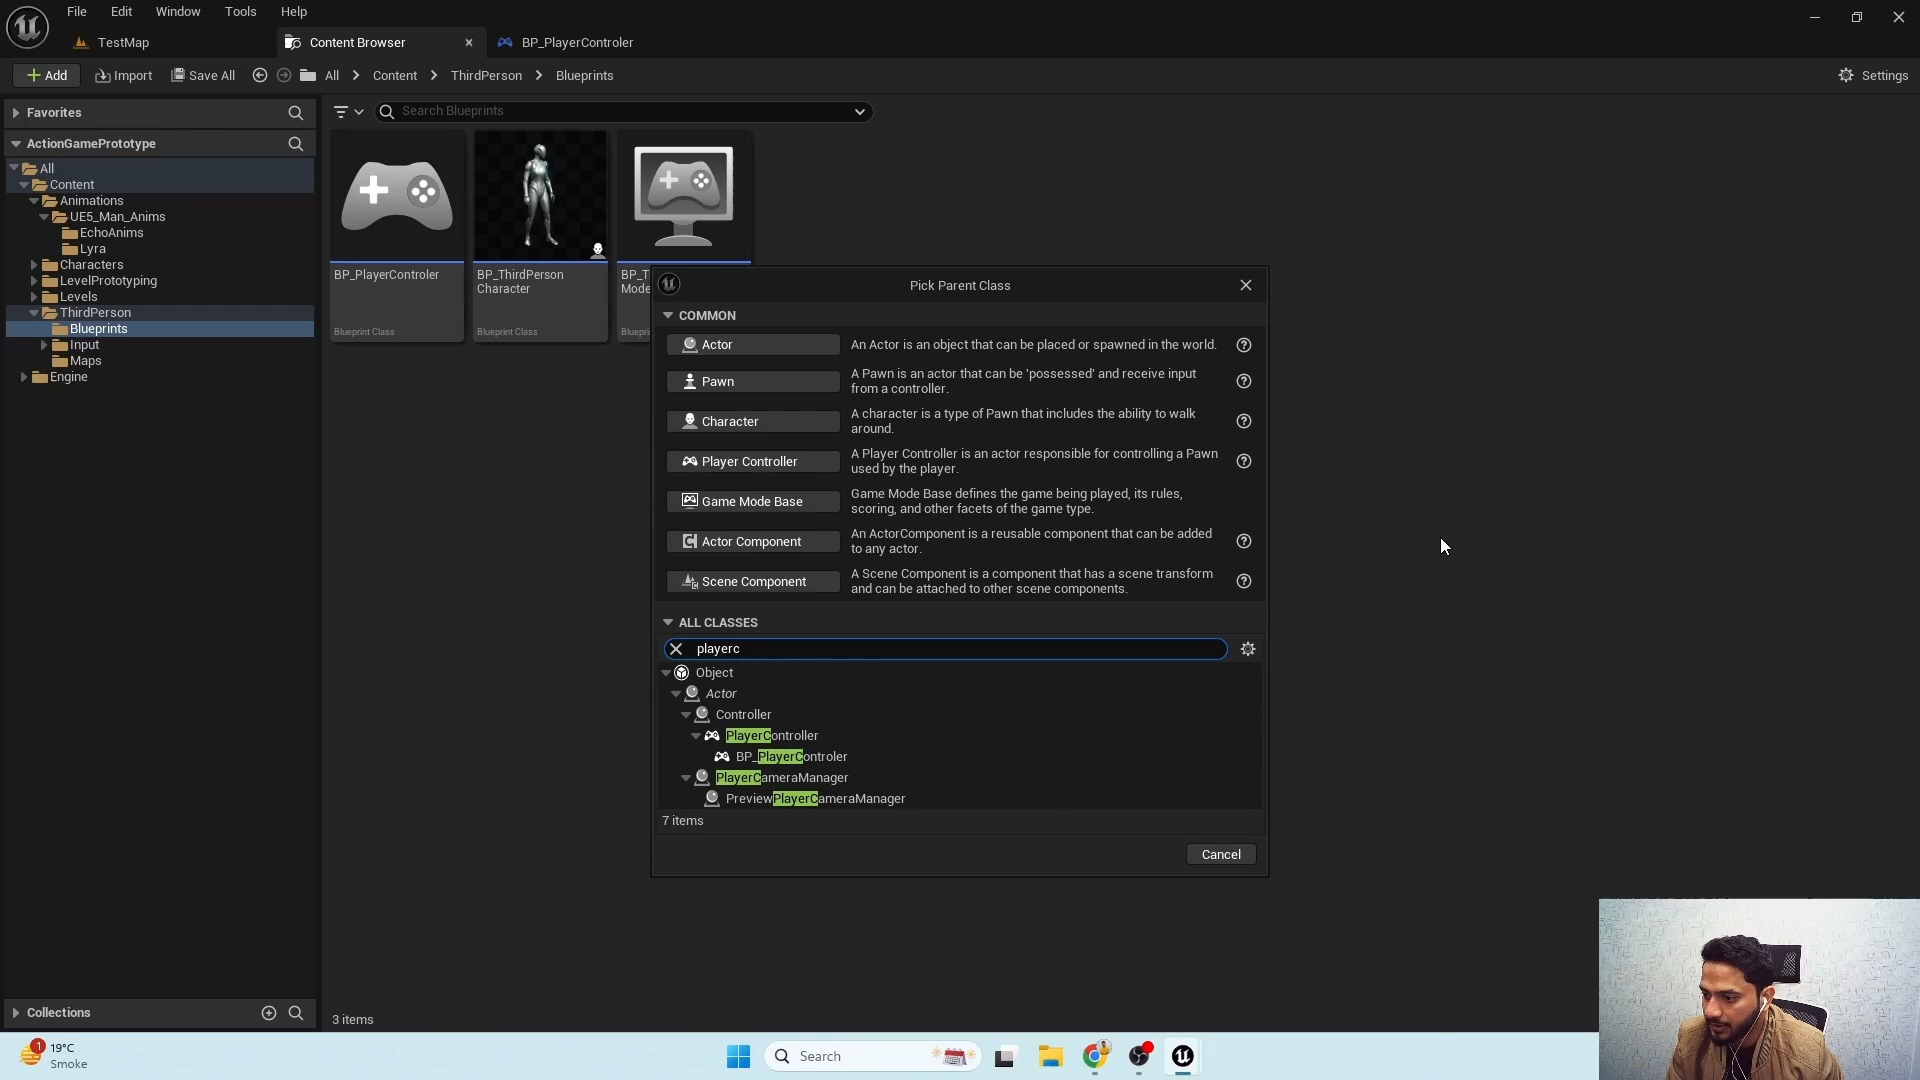 File Edit Window Tools Help
TestMap Content Browser BP_PlayerControler
Add Import Save All All Content ThirdPerson Blueprints Settings
Favorites
Search Blueprints
ActionGamePrototype
All
Content
Animations
UE5_Man_Anims
EchoAnims
Lyra
Characters
LevelPrototyping
Levels
ThirdPerson
Blueprints
Input
Maps
Engine
BP_PlayerControler
Blueprint Class
BP_ThirdPerson
Character
Blueprint Class
BP_T
Mode
Bluepri
Pick Parent Class
COMMON
Actor An Actor is an object that can be placed or spawned in the world.
Pawn A Pawn is an actor that can be 'possessed' and receive input
from a controller.
Character A character is a type of Pawn that includes the ability to walk
around.
Player Controller A Player Controller is an actor responsible for controlling a Pawn
used by the player.
Game Mode Base Game Mode Base defines the game being played, its rules,
scoring, and other facets of the game type.
Actor Component An ActorComponent is a reusable component that can be added
to any actor.
Scene Component A Scene Component is a component that has a scene transform
and can be attached to other scene components.
ALL CLASSES
playerc
Object
Actor
Controller
PlayerController
BP_PlayerControler
PlayerCameraManager
PreviewPlayerCameraManager
7 items
Cancel
Collections
3 items
1
19°C
Smoke
Search